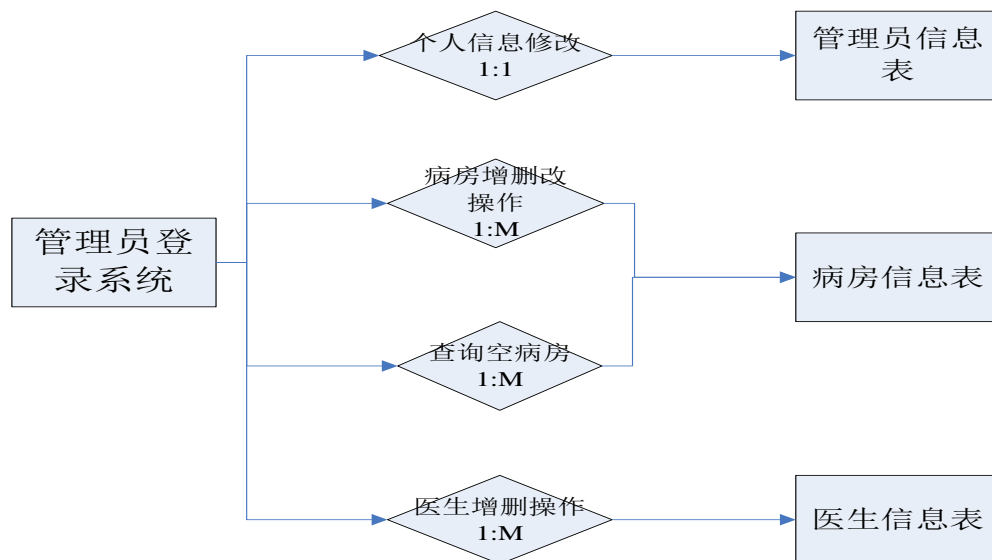 个人信息修改
1:1
管理员信息
表
病房增删改
操作
1:M
管理员登
录系统
病房信息表
查询空病房
1:M
医生增删操作
1:M
医生信息表